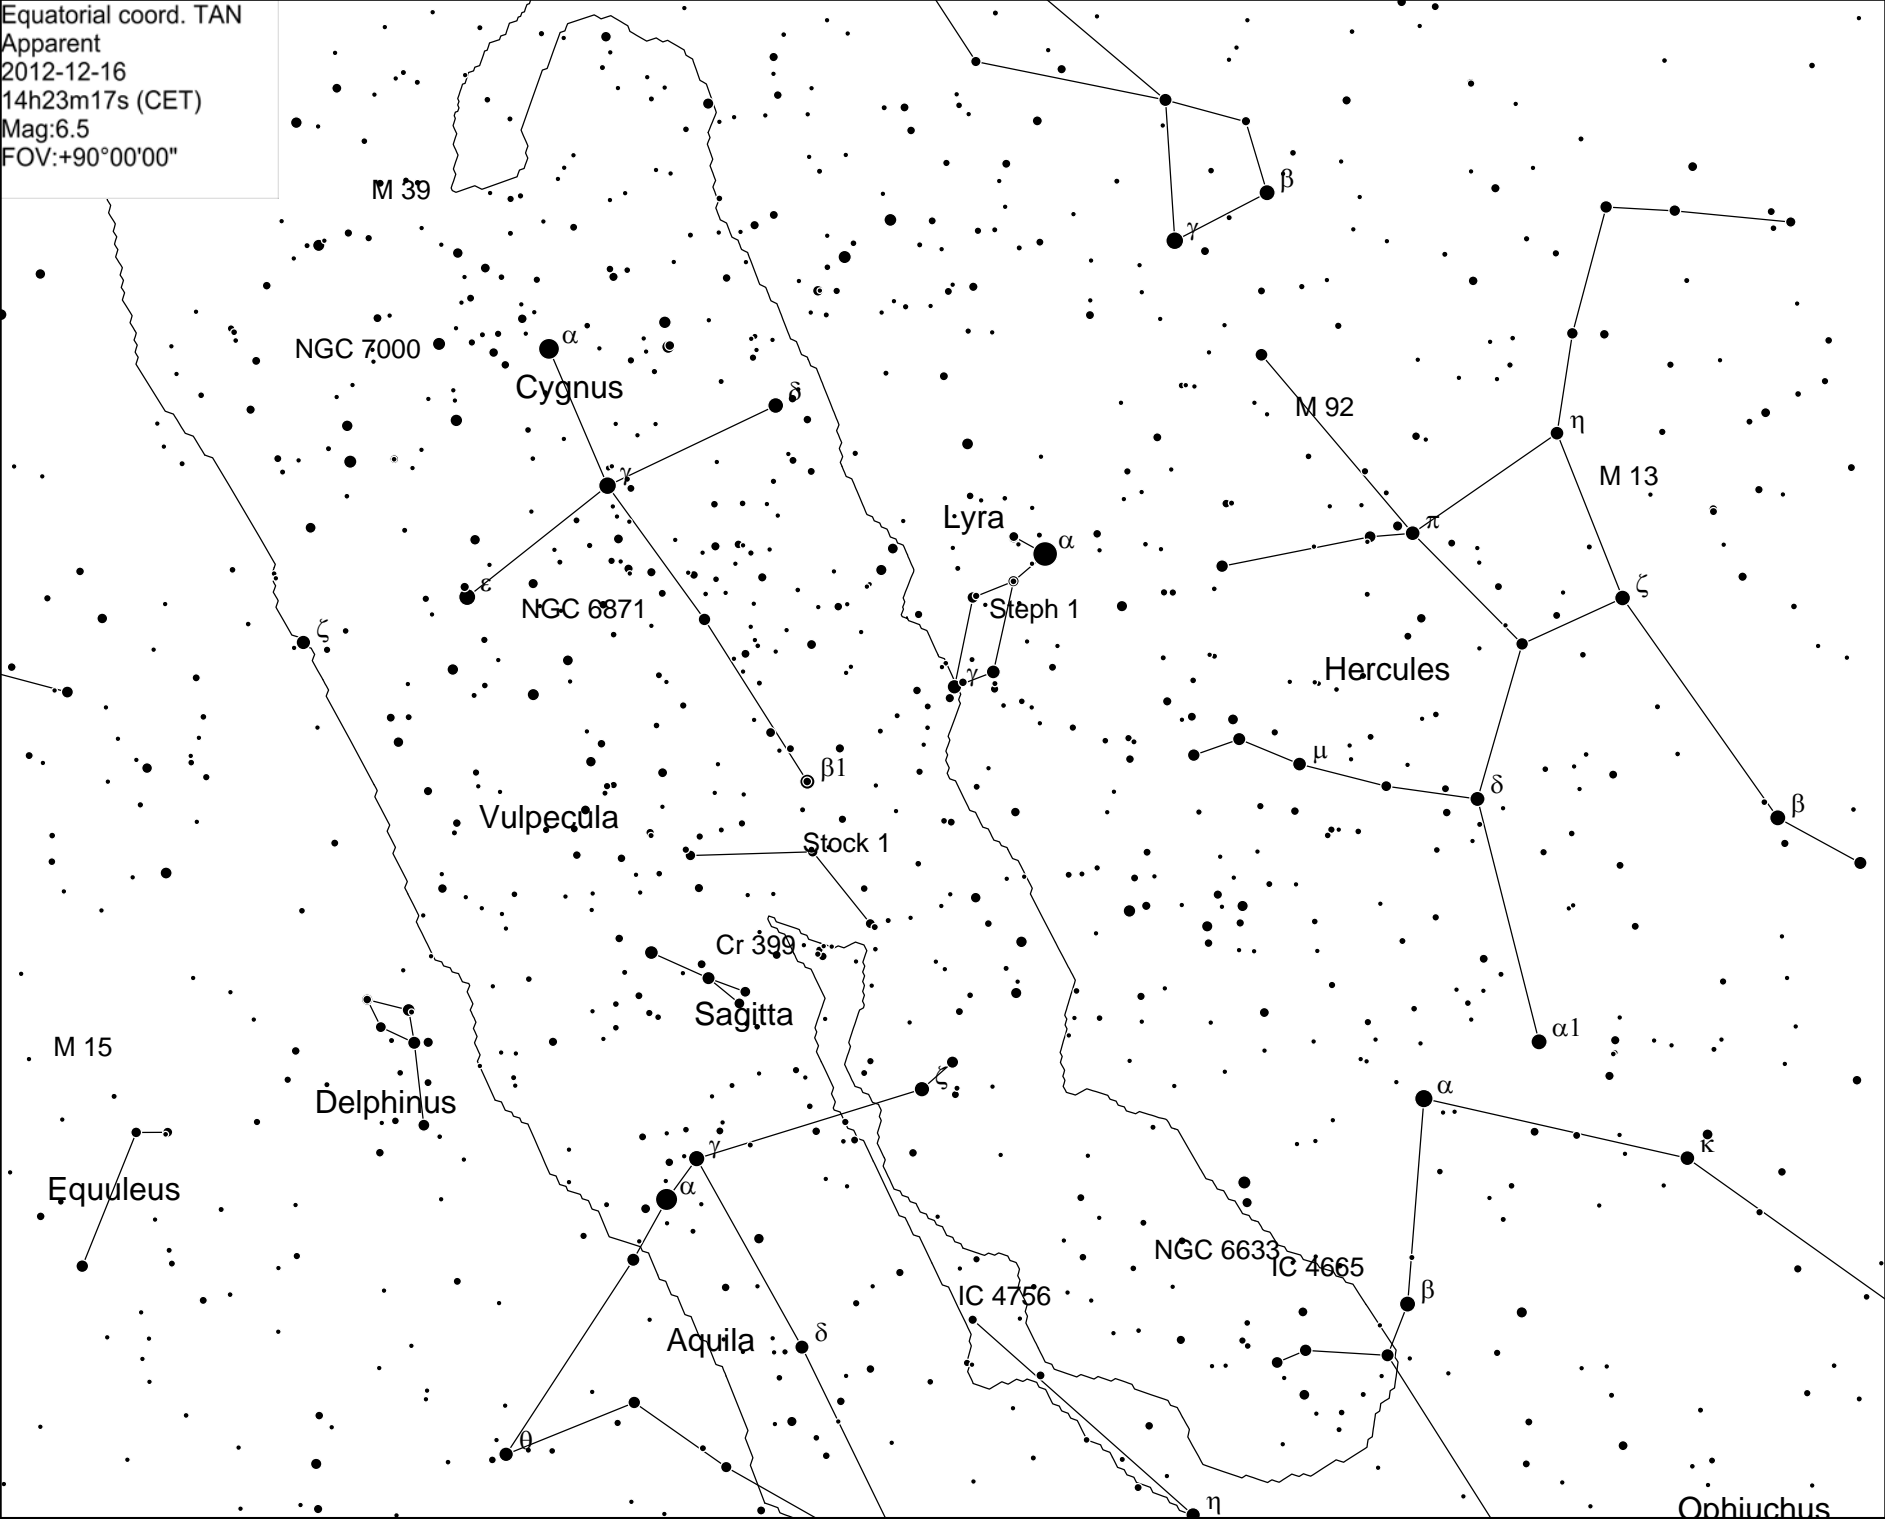 Equatorial coord. TAN
Apparent
2012-12-16
14h23m17s (CET)
Mag:6.5
FOV:+90°00'00"
M 39
β
γ
NGC 7000
α
Cygnus
δ
M 92
η
γ
M 13
Lyra
π
α
ε
NGC 6871
Steph 1
ζ
ζ
Hercules
γ
μ
β1
δ
β
Vulpecula
Stock 1
Cr 399
Sagitta
α1
M 15
Delphinus
ζ
α
γ
κ
Equuleus
α
NGC 6633
IC 4665
IC 4756
β
Aquila
δ
θ
η
Ophiuchus